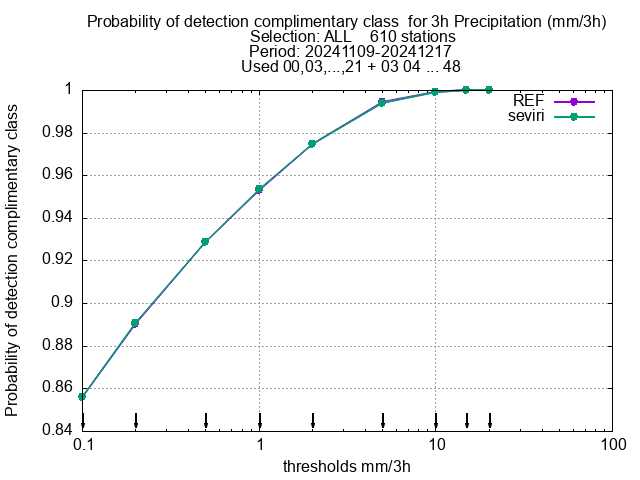 Probability of detection complimentary class  for 3h Precipitation (mm/3h)
Selection: ALL    610 stations
Period: 20241109-20241217
Used 00,03,...,21 + 03 04 ... 48
REF
seviri
Probability of detection complimentary class
1
0.98
0.96
0.94
0.92
0.9
0.88
0.86
0.84
0.1 1 10 100
thresholds mm/3h